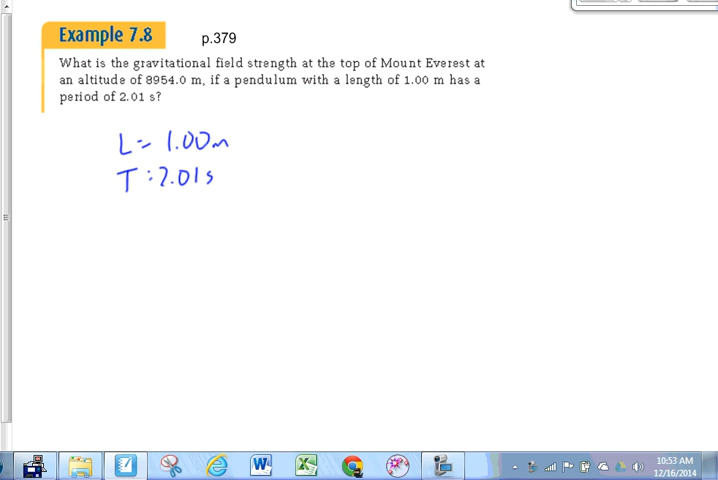 Example 7.8
p.379
What is the gravitational field strength at the top of Mount Everest at
an altitude of 8954.0 m, if a pendulum with a length of 1.00 m has a
period of 2.01 s?
L = 1.00m
T = 2.01s
10:53 AM
12/16/2014